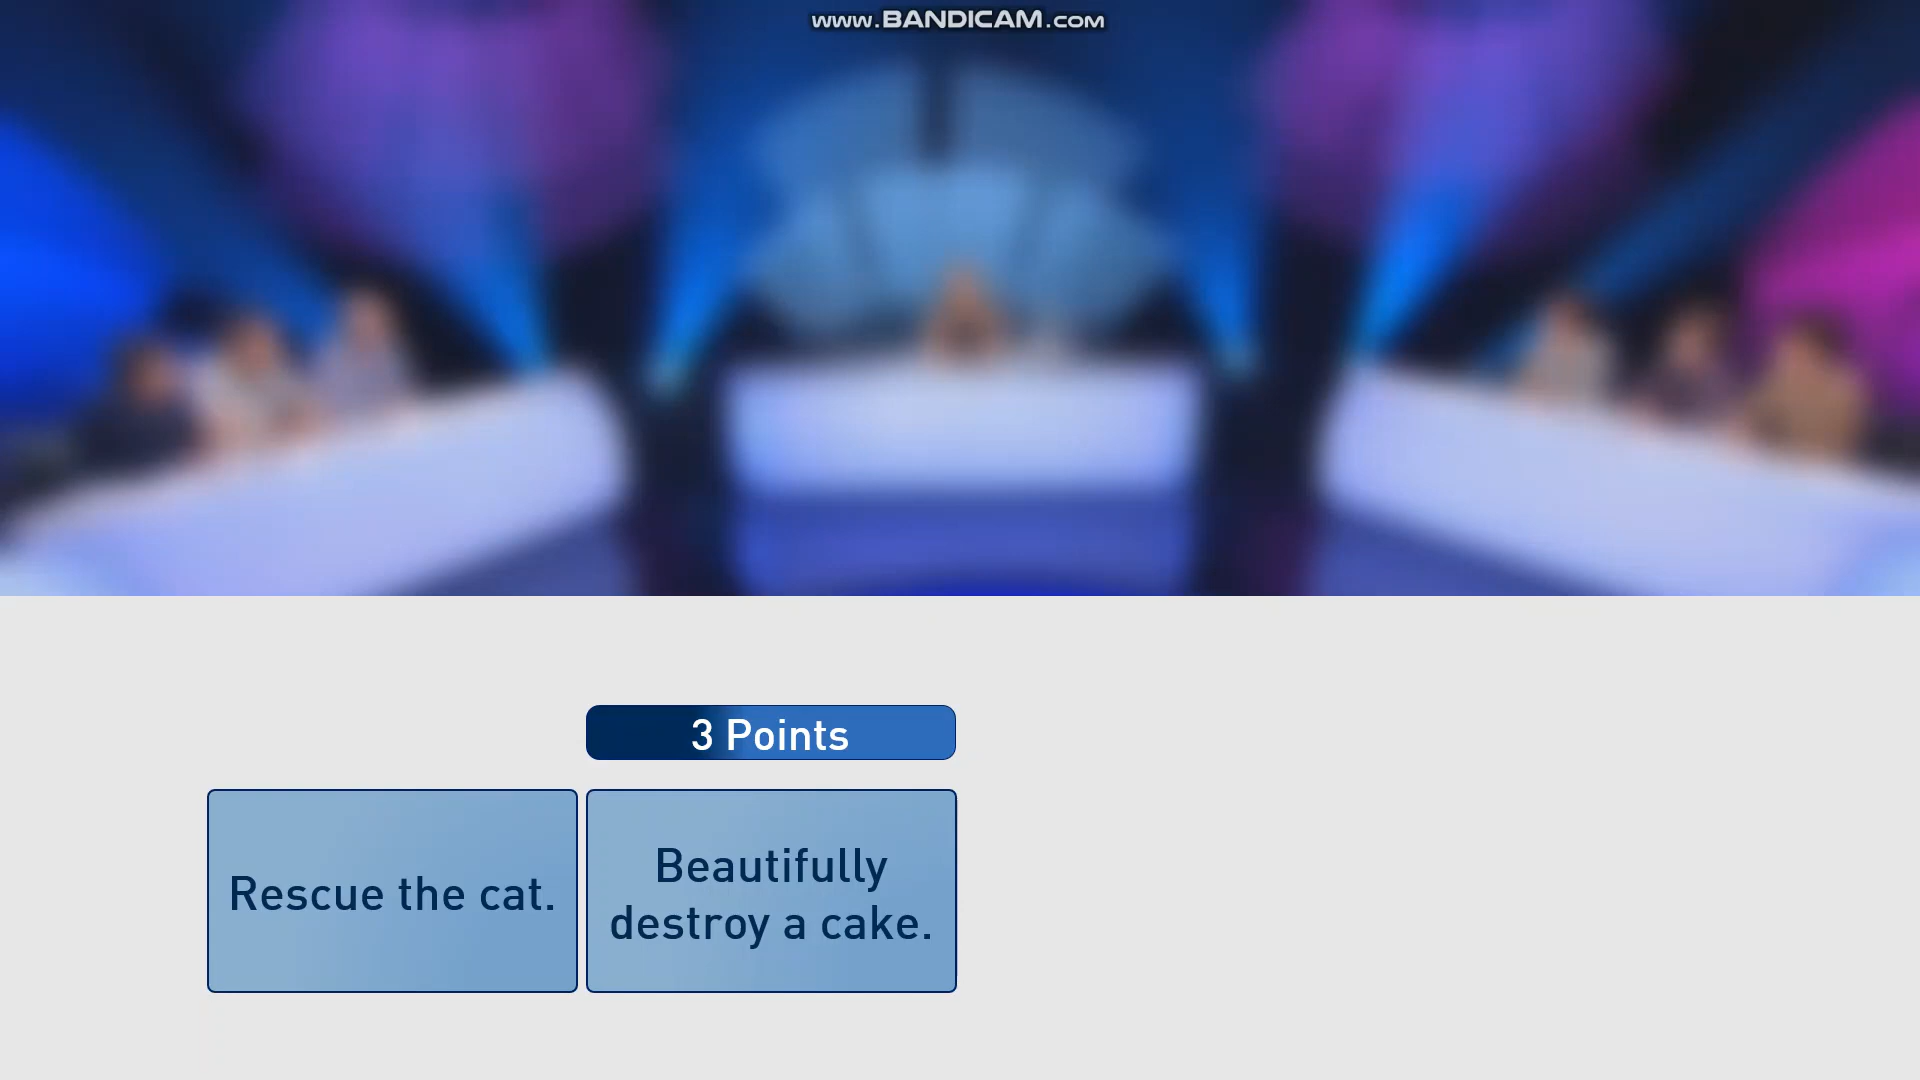 www.BANDICAM.com
3 Points
Rescue the cat.
Beautifully
destroy a cake.